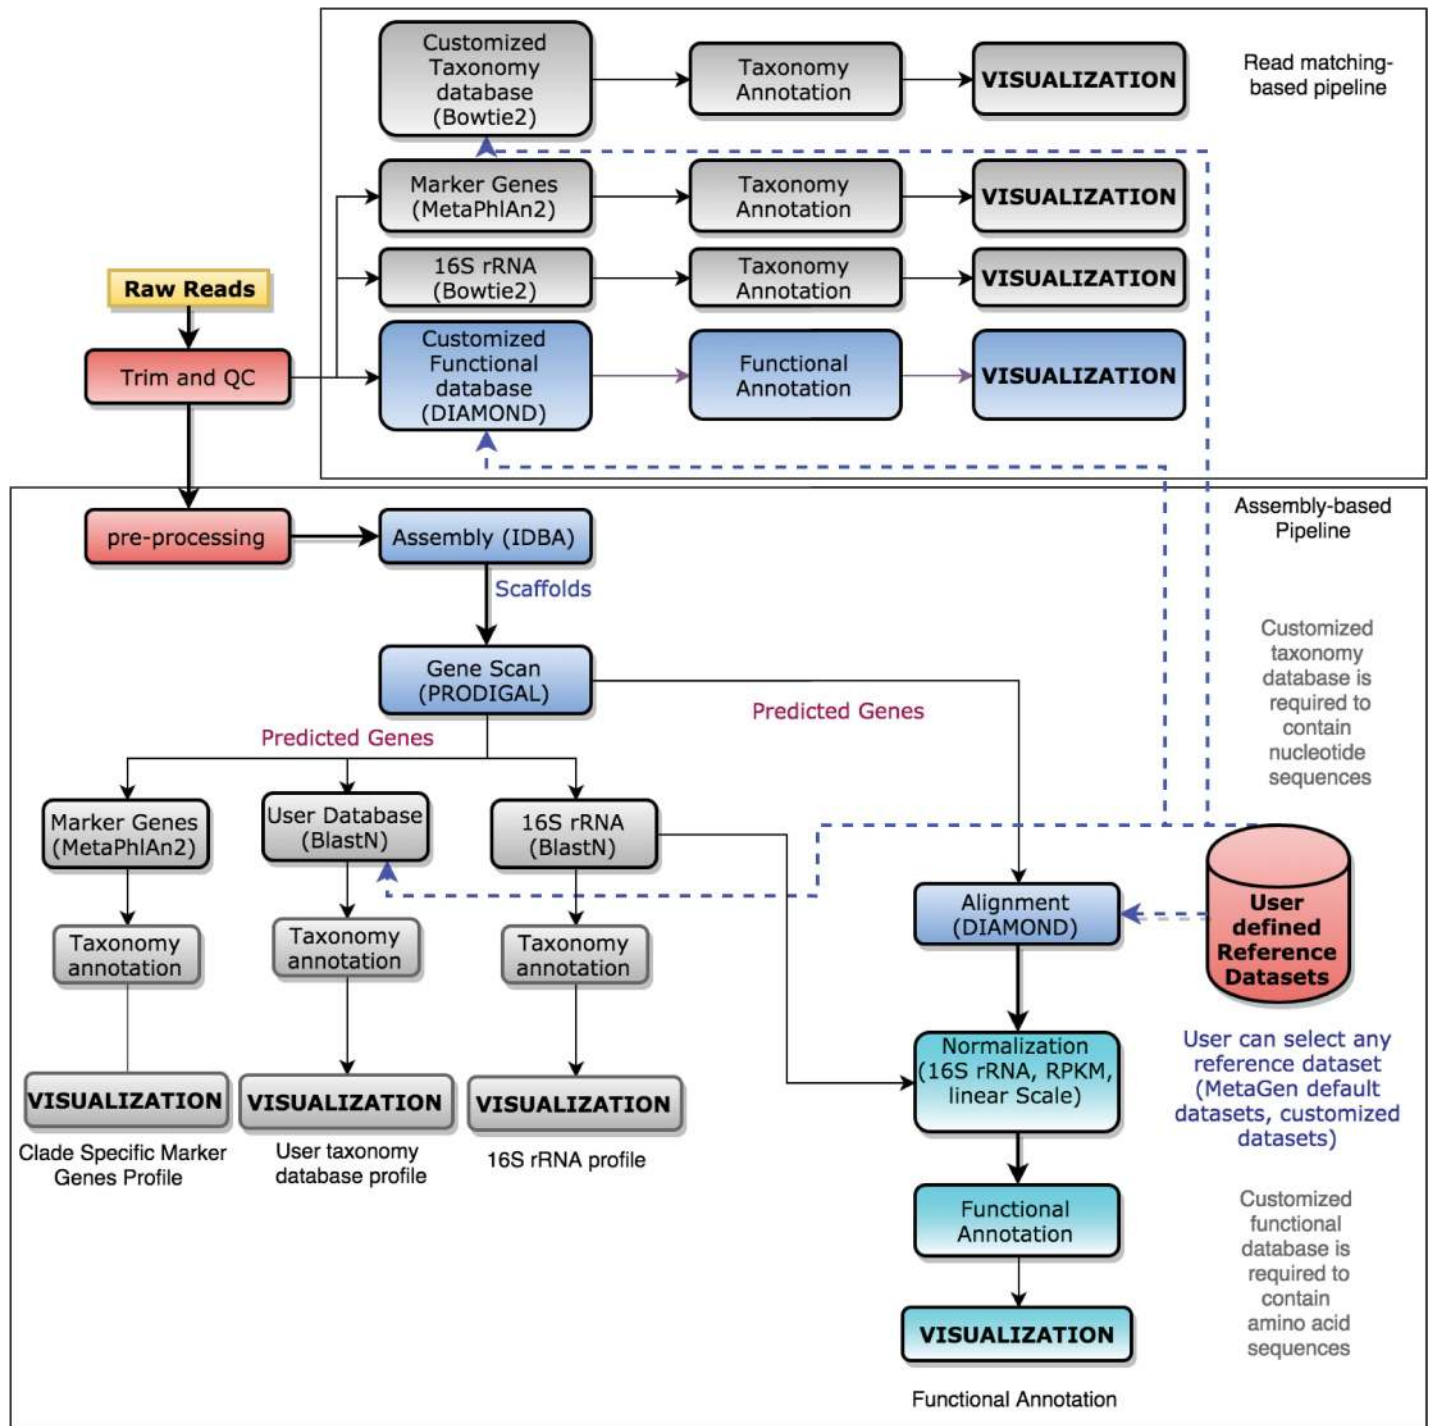 Customized
Taxonomy
database
(Bowtie2)
Taxonomy
Annotation
VISUALIZATION
Read matching-
based pipeline
Marker Genes
(MetaPhlAn2)
Taxonomy
Annotation
VISUALIZATION
16S rRNA
(Bowtie2)
Taxonomy
Annotation
VISUALIZATION
Raw Reads
Trim and QC
Customized
Functional
database
(DIAMOND)
Functional
Annotation
VISUALIZATION
Assembly-based
Pipeline
pre-processing
Assembly (IDBA)
Scaffolds
Gene Scan
(PRODIGAL)
Predicted Genes
Predicted Genes
Customized
taxonomy
database is
required to
contain
nucleotide
sequences
Marker Genes
(MetaPhlAn2)
User Database
(BlastN)
16S rRNA
(BlastN)
Taxonomy
annotation
Taxonomy
annotation
Taxonomy
annotation
Alignment
(DIAMOND)
User
defined
Reference
Datasets
VISUALIZATION
VISUALIZATION
VISUALIZATION
Clade Specific Marker
Genes Profile
User taxonomy
database profile
16S rRNA profile
Normalization
(16S rRNA, RPKM,
linear Scale)
User can select any
reference dataset
(MetaGen default
datasets, customized
datasets)
Functional
Annotation
VISUALIZATION
Functional Annotation
Customized
functional
database is
required to
contain
amino acid
sequences